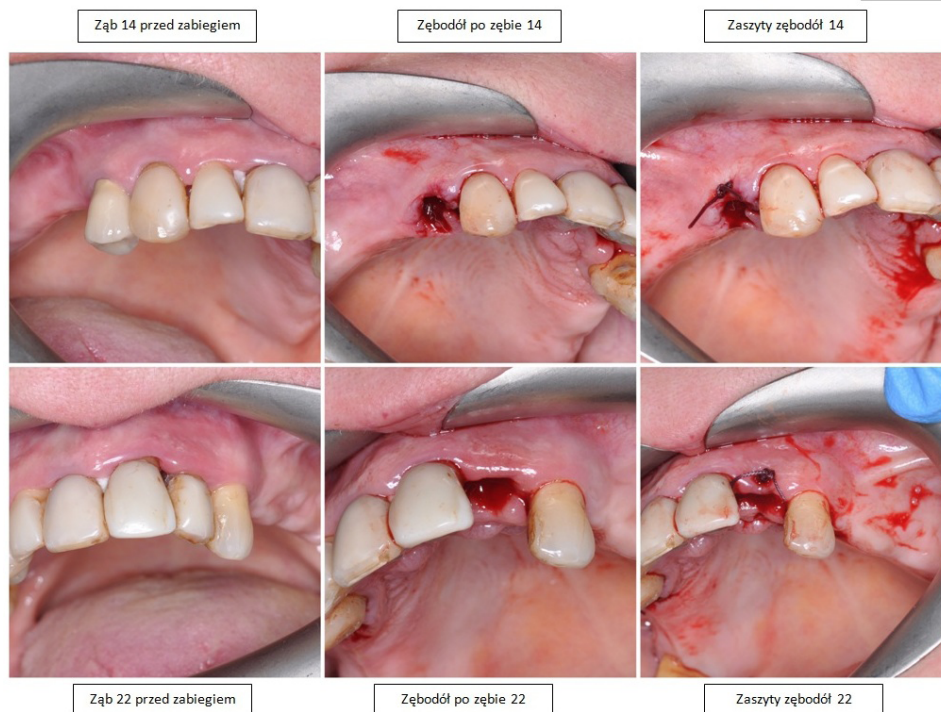 Ząb 14 przed zabiegiem
Zębodół po zębie 14
Zaszyty zębodół 14
Ząb 22 przed zabiegiem
Zębodół po zębie 22
Zaszyty zębodół 22